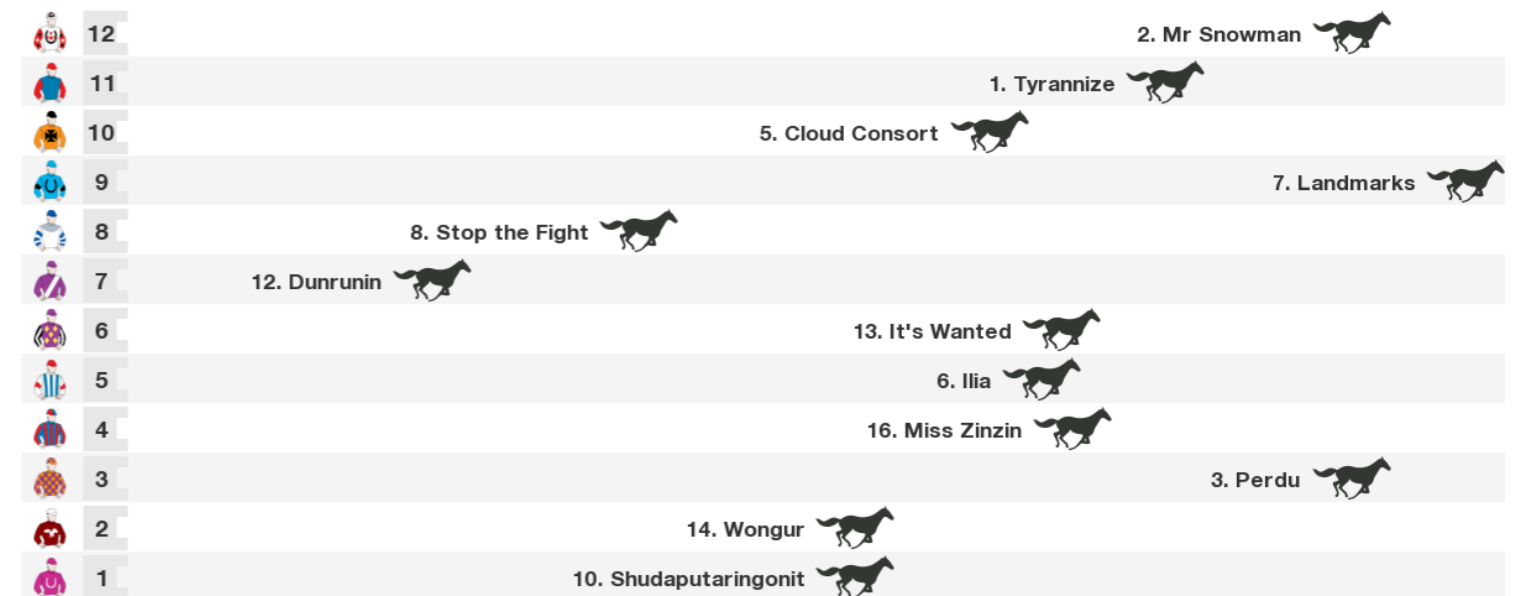 12 2. Mr Snowman
11 1. Tyrannize
10 5. Cloud Consort
9 7. Landmarks
8 8. Stop the Fight
7 12. Dunrunin
6 13. It's Wanted
5 6. Ilia
4 16. Miss Zinzin
3 3. Perdu
2 14. Wongur
1 10. Shudaputaringonit